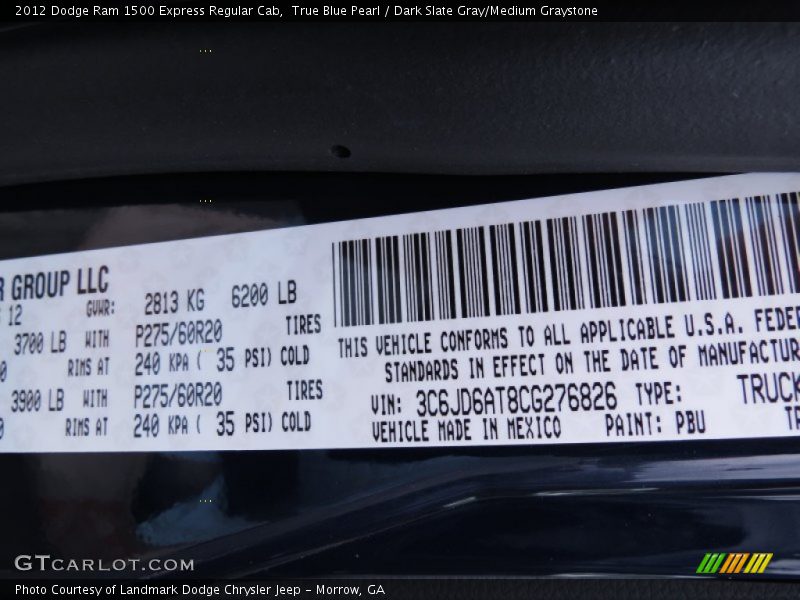 2012 Dodge Ram 1500 Express Regular Cab,  True Blue Pearl / Dark Slate Gray/Medium Graystone
R GROUP LLC
12 GVWR: 2813 KG 6200 LB
3700 LB WITH P275/60R20 TIRES
RIMS AT 240 KPA ( 35 PSI) COLD
3900 LB WITH P275/60R20 TIRES
RIMS AT 240 KPA ( 35 PSI) COLD
THIS VEHICLE CONFORMS TO ALL APPLICABLE U.S.A. FEDER
STANDARDS IN EFFECT ON THE DATE OF MANUFACTUR
VIN: 3C6JD6AT8CG276826 TYPE: TRUCK
VEHICLE MADE IN MEXICO PAINT: PBU TR
GTCARLOT.COM
Photo Courtesy of Landmark Dodge Chrysler Jeep - Morrow, GA